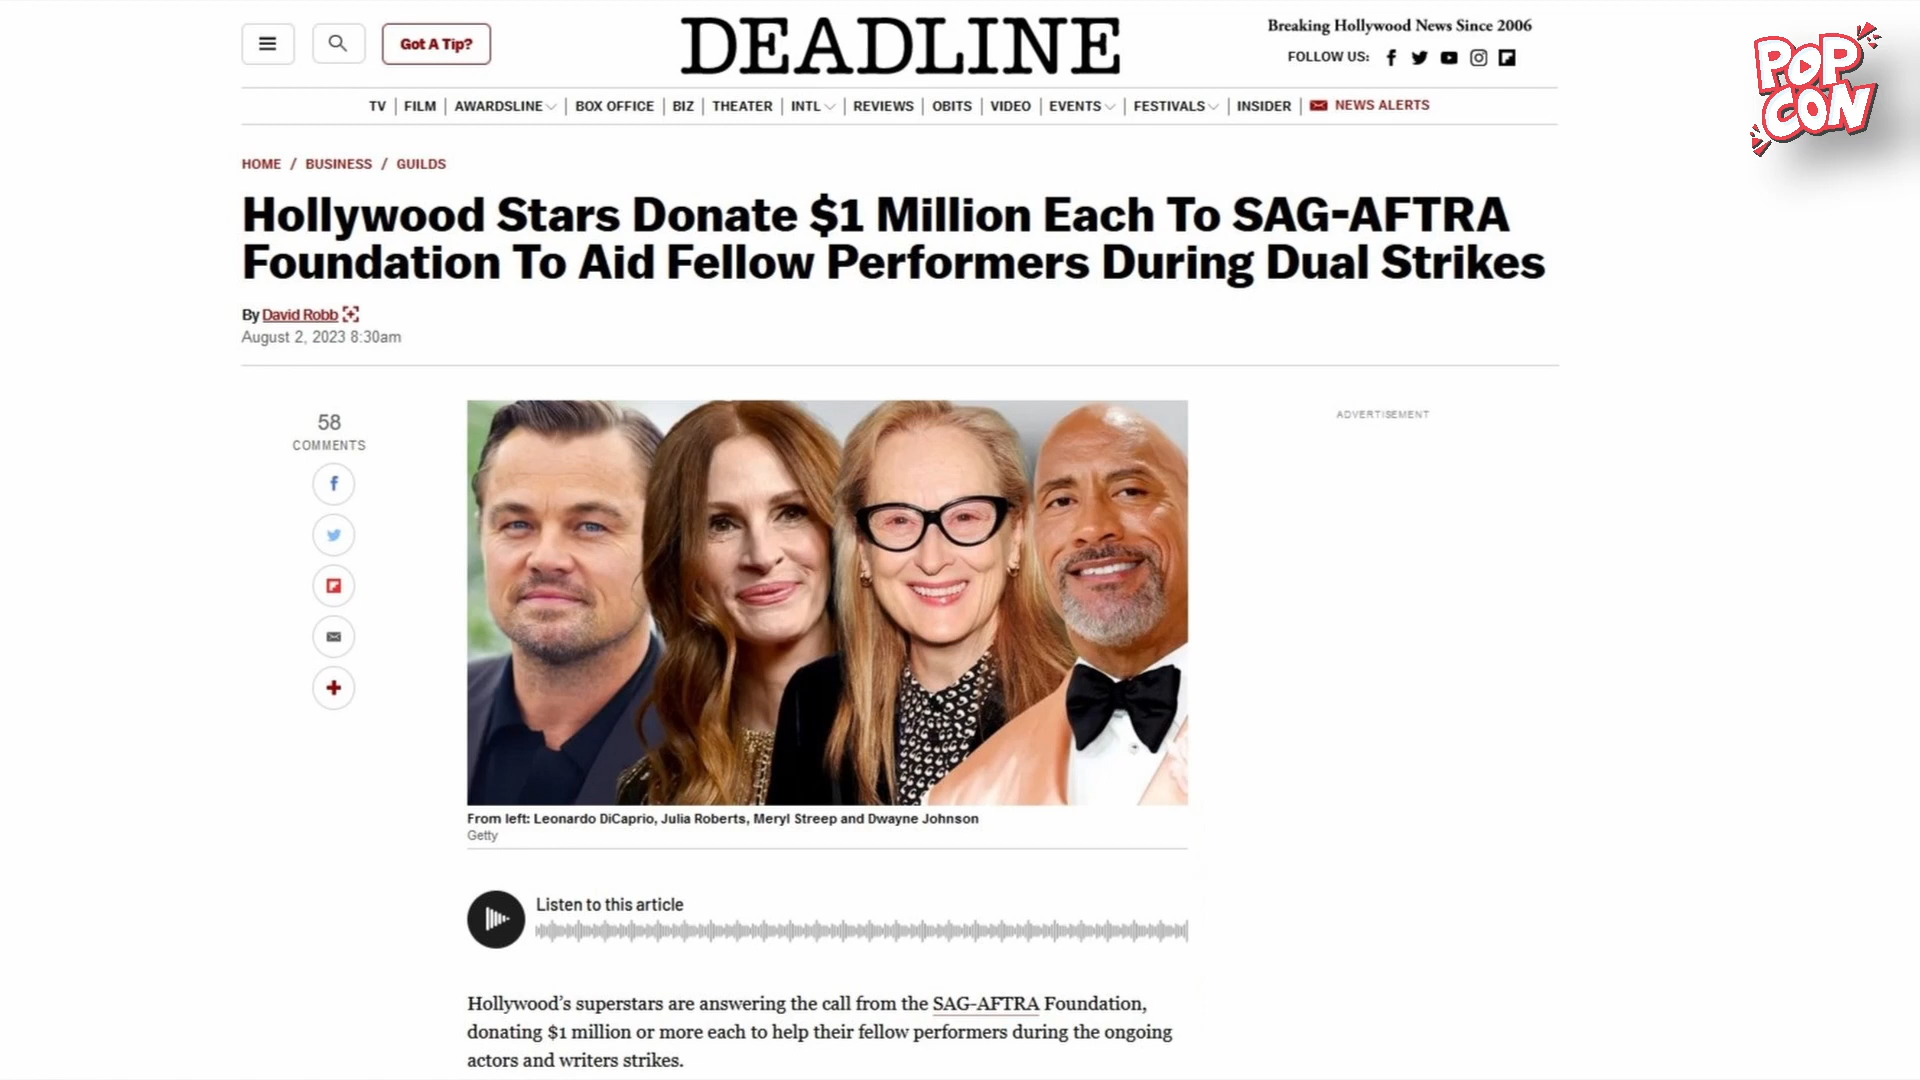 Got A Tip?
DEADLINE
Breaking Hollywood News Since 2006
FOLLOW US:
TV | FILM | AWARDSLINE | BOX OFFICE | BIZ | THEATER | INTL | REVIEWS | OBITS | VIDEO | EVENTS | FESTIVALS | INSIDER | NEWS ALERTS
POP
CON
HOME / BUSINESS / GUILDS
Hollywood Stars Donate $1 Million Each To SAG-AFTRA
Foundation To Aid Fellow Performers During Dual Strikes
By David Robb
August 2, 2023 8:30am
58
COMMENTS
ADVERTISEMENT
From left: Leonardo DiCaprio, Julia Roberts, Meryl Streep and Dwayne Johnson
Getty
Listen to this article
Hollywood’s superstars are answering the call from the SAG-AFTRA Foundation,
donating $1 million or more each to help their fellow performers during the ongoing
actors and writers strikes.